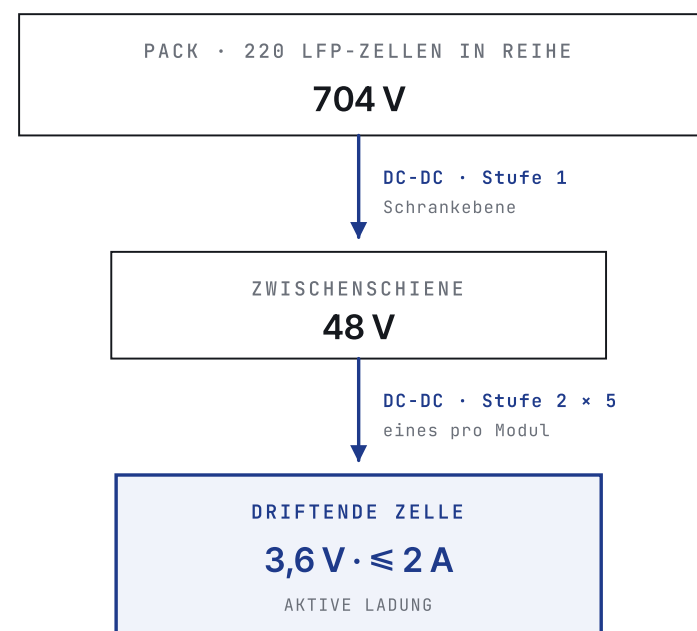 PACK · 220 LFP-ZELLEN IN REIHE
704 V
DC-DC · Stufe 1
Schrankebene
ZWISCHENSCHIENE
48 V
DC-DC · Stufe 2 × 5
eines pro Modul
DRIFTENDE ZELLE
3,6 V · ⩽ 2 A
AKTIVE LADUNG